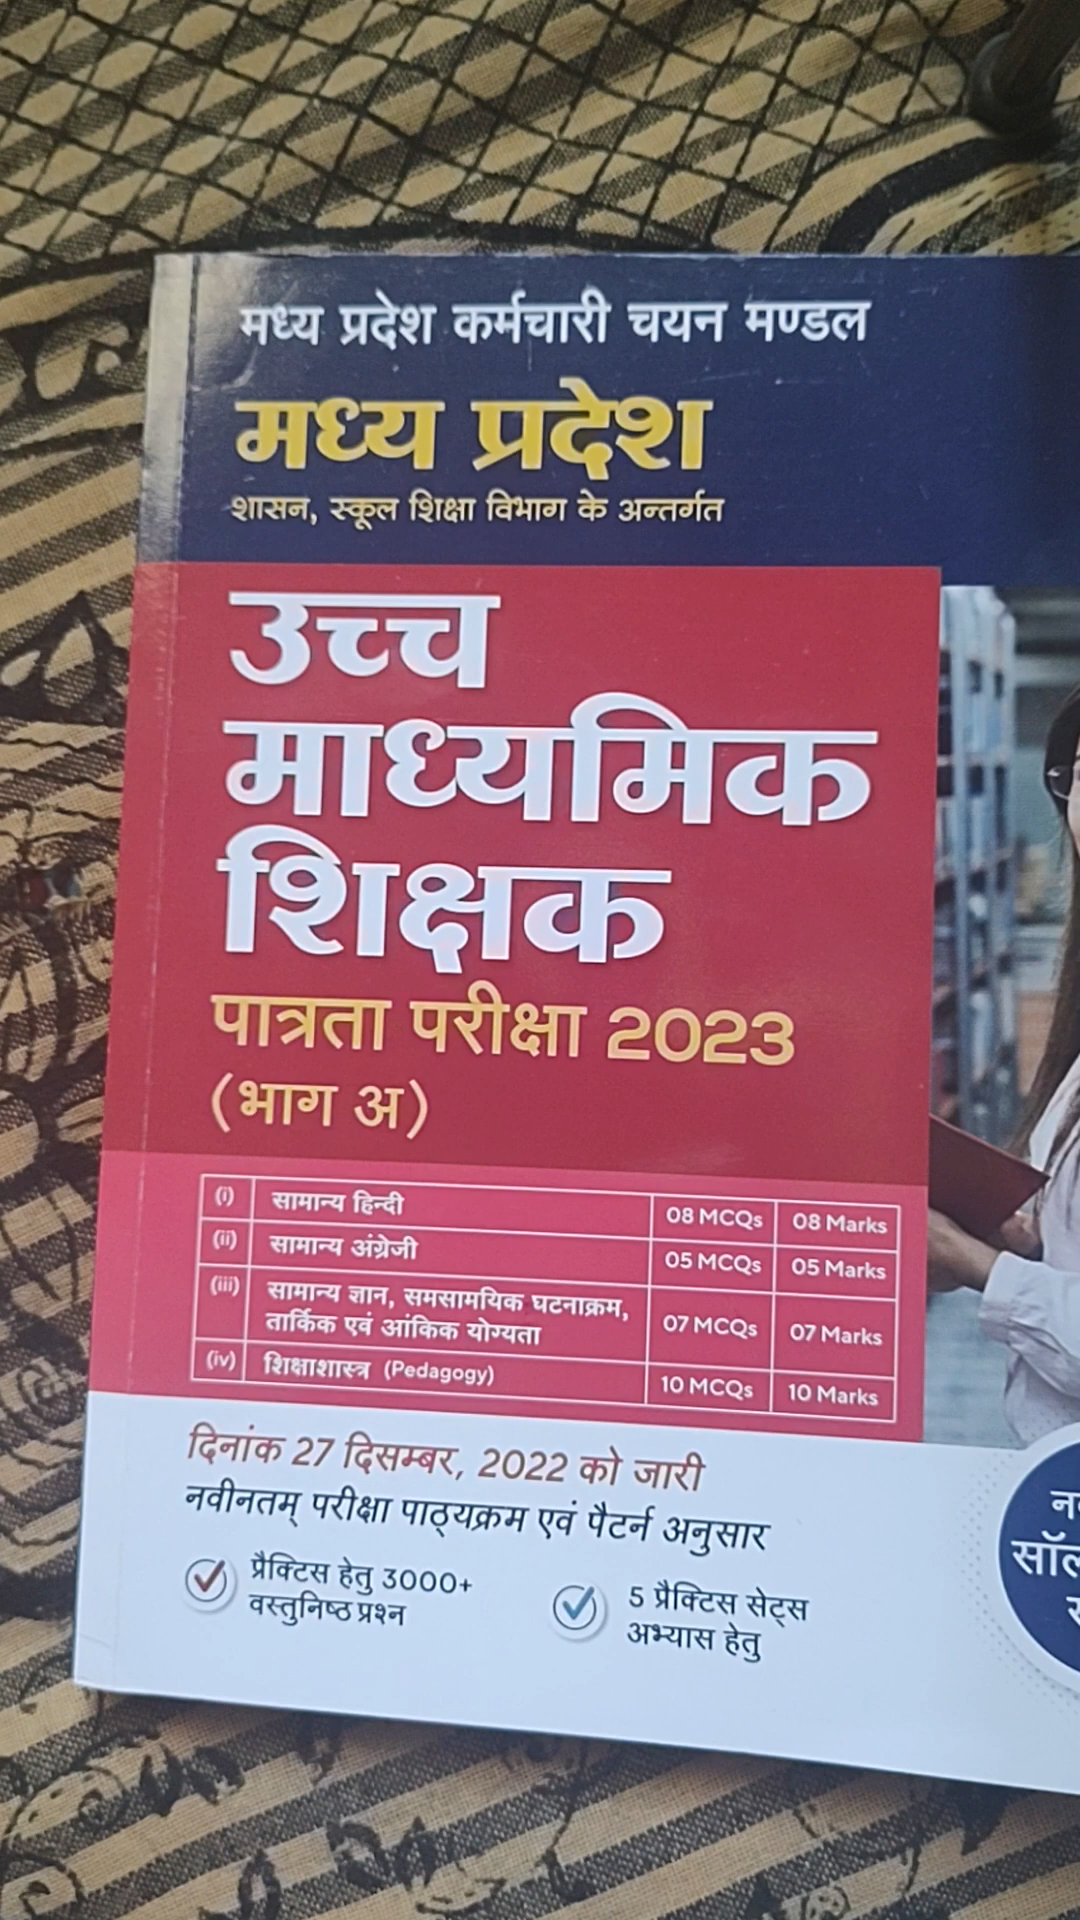 मध्य प्रदेश कर्मचारी चयन मण्डल
मध्य प्रदेश
शासन, स्कूल शिक्षा विभाग के अन्तर्गत
उच्च
माध्यमिक
शिक्षक
पात्रता परीक्षा 2023
(भाग अ)
(i) सामान्य हिन्दी 08 MCQs 08 Marks
(ii) सामान्य अंग्रेजी 05 MCQs 05 Marks
(iii) सामान्य ज्ञान, समसामयिक घटनाक्रम,
तार्किक एवं आंकिक योग्यता 07 MCQs 07 Marks
(iv) शिक्षाशास्त्र (Pedagogy) 10 MCQs 10 Marks
दिनांक 27 दिसम्बर, 2022 को जारी
नवीनतम् परीक्षा पाठ्यक्रम एवं पैटर्न अनुसार
प्रैक्टिस हेतु 3000+
वस्तुनिष्ठ प्रश्न
5 प्रैक्टिस सेट्स
अभ्यास हेतु